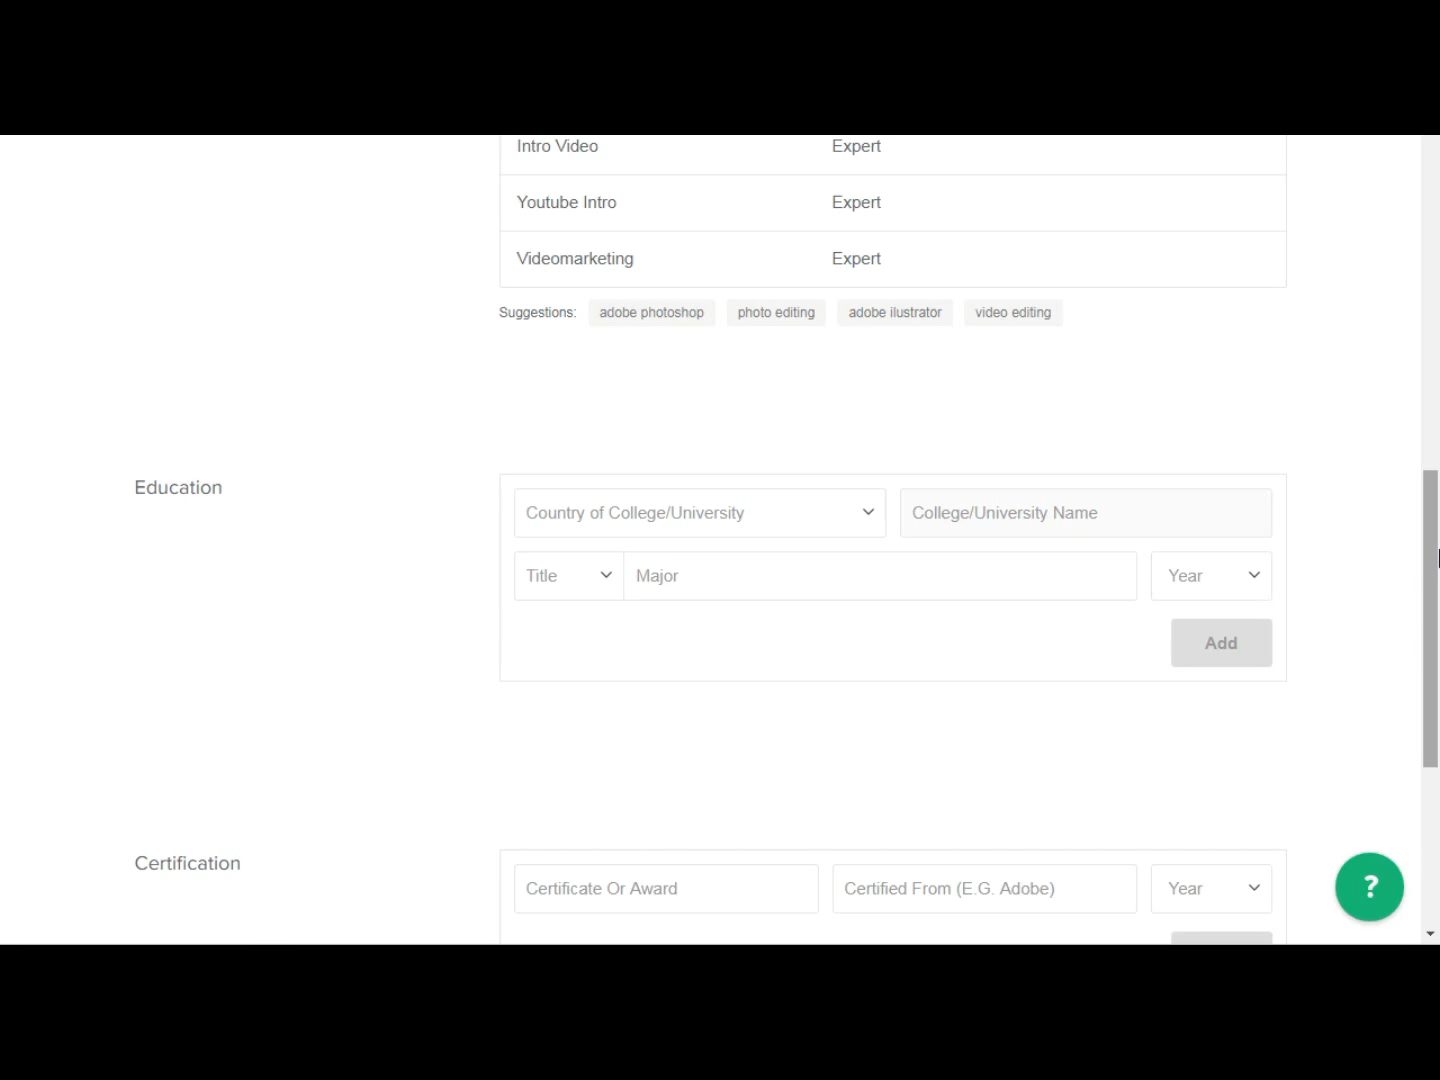 Intro Video Expert
Youtube Intro Expert
Videomarketing Expert
Suggestions: adobe photoshop photo editing adobe ilustrator video editing
Education
Country of College/University College/University Name
Title Major Year
Add
Certification
Certificate Or Award Certified From (E.G. Adobe) Year
?